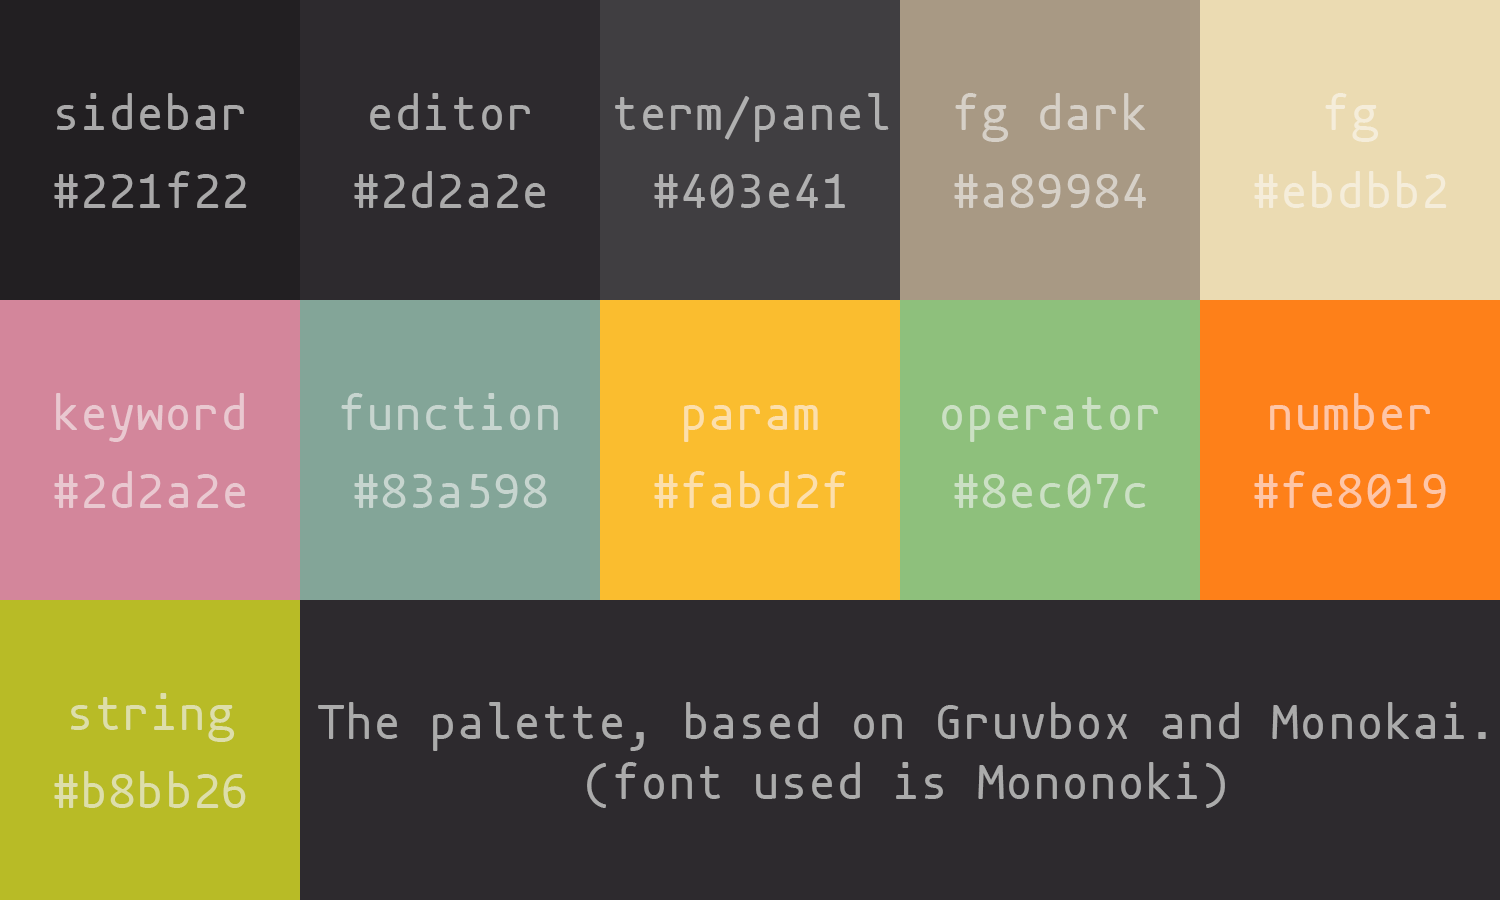 sidebar
#221f22
editor
#2d2a2e
term/panel
#403e41
fg dark
#a89984
fg
#ebdbb2
keyword
#2d2a2e
function
#83a598
param
#fabd2f
operator
#8ec07c
number
#fe8019
string
#b8bb26
The palette, based on Gruvbox and Monokai.
(font used is Mononoki)